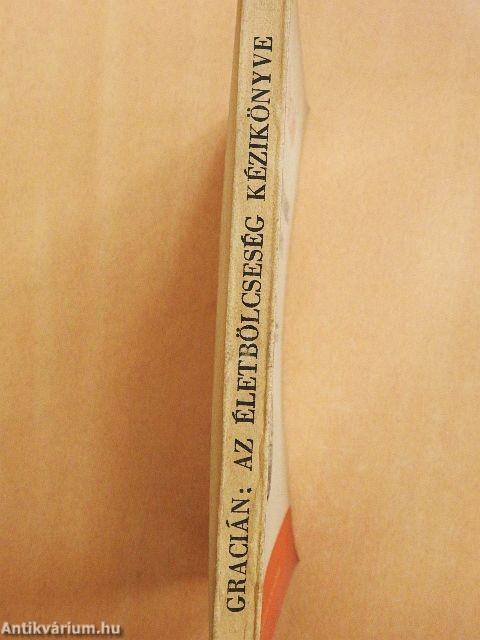 GRACIÁN: AZ ÉLETBÖLCSESÉG KÉZIKÖNYVE
Antikvárium.hu